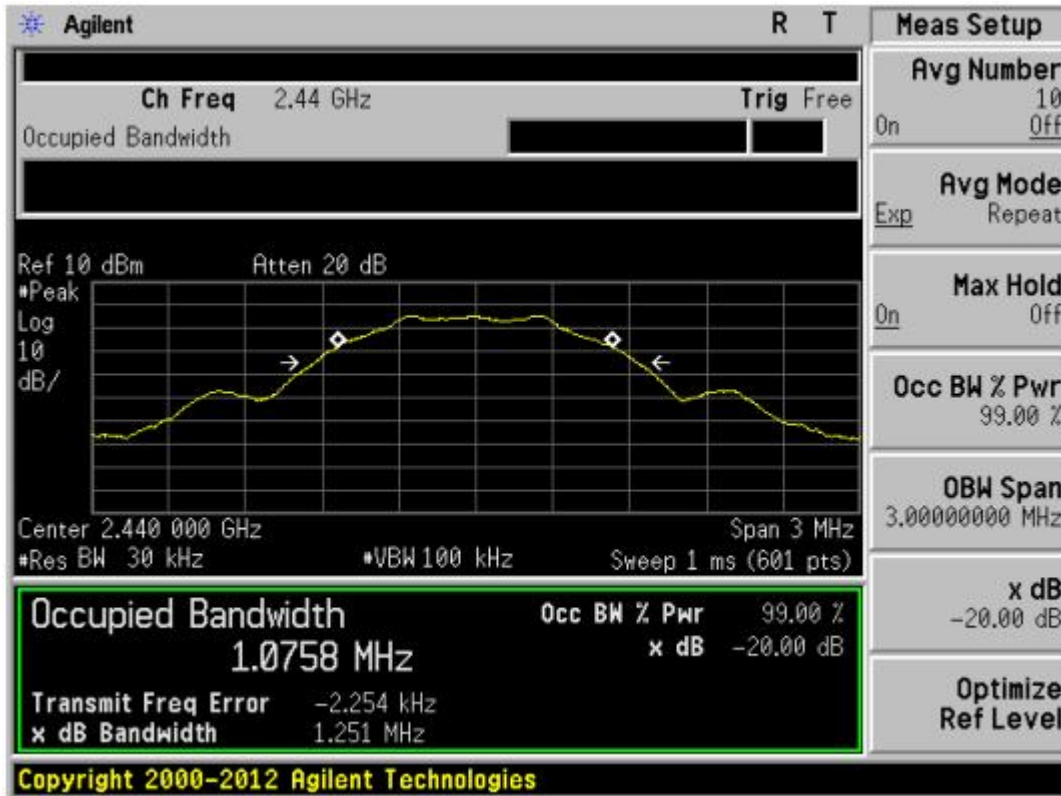 Agilent R T
Ch Freq 2.44 GHz Trig Free
Occupied Bandwidth
Ref 10 dBm Atten 20 dB
#Peak
Log
10
dB/
Center 2.440 000 GHz Span 3 MHz
#Res BW 30 kHz #VBW 100 kHz Sweep 1 ms (601 pts)
Occupied Bandwidth Occ BW % Pwr 99.00 %
1.0758 MHz x dB -20.00 dB
Transmit Freq Error -2.254 kHz
x dB Bandwidth 1.251 MHz
Copyright 2000-2012 Agilent Technologies
Meas Setup
Avg Number
10
On Off
Avg Mode
Exp Repeat
Max Hold
On Off
Occ BW % Pwr
99.00 %
OBW Span
3.00000000 MHz
x dB
-20.00 dB
Optimize
Ref Level